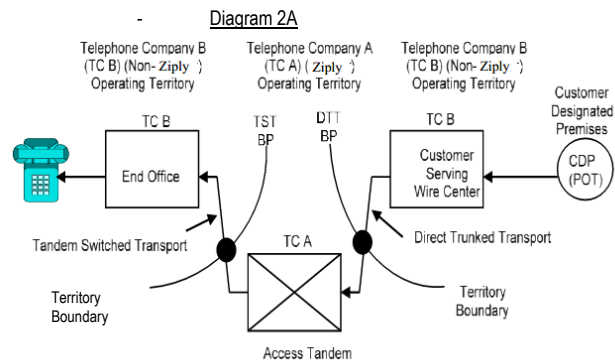 - Diagram 2A
Telephone Company B
(TC B) (Non- Ziply )
Operating Territory
Telephone Company A
(TC A) ( Ziply )
Operating Territory
Telephone Company B
(TC B) (Non- Ziply )
Operating Territory
Customer
Designated
Premises
TC B
TST
BP
DTT
BP
TC B
End Office
Customer
Serving
Wire Center
CDP
(POT)
Tandem Switched Transport
TC A
Direct Trunked Transport
Territory
Boundary
Territory
Boundary
Access Tandem